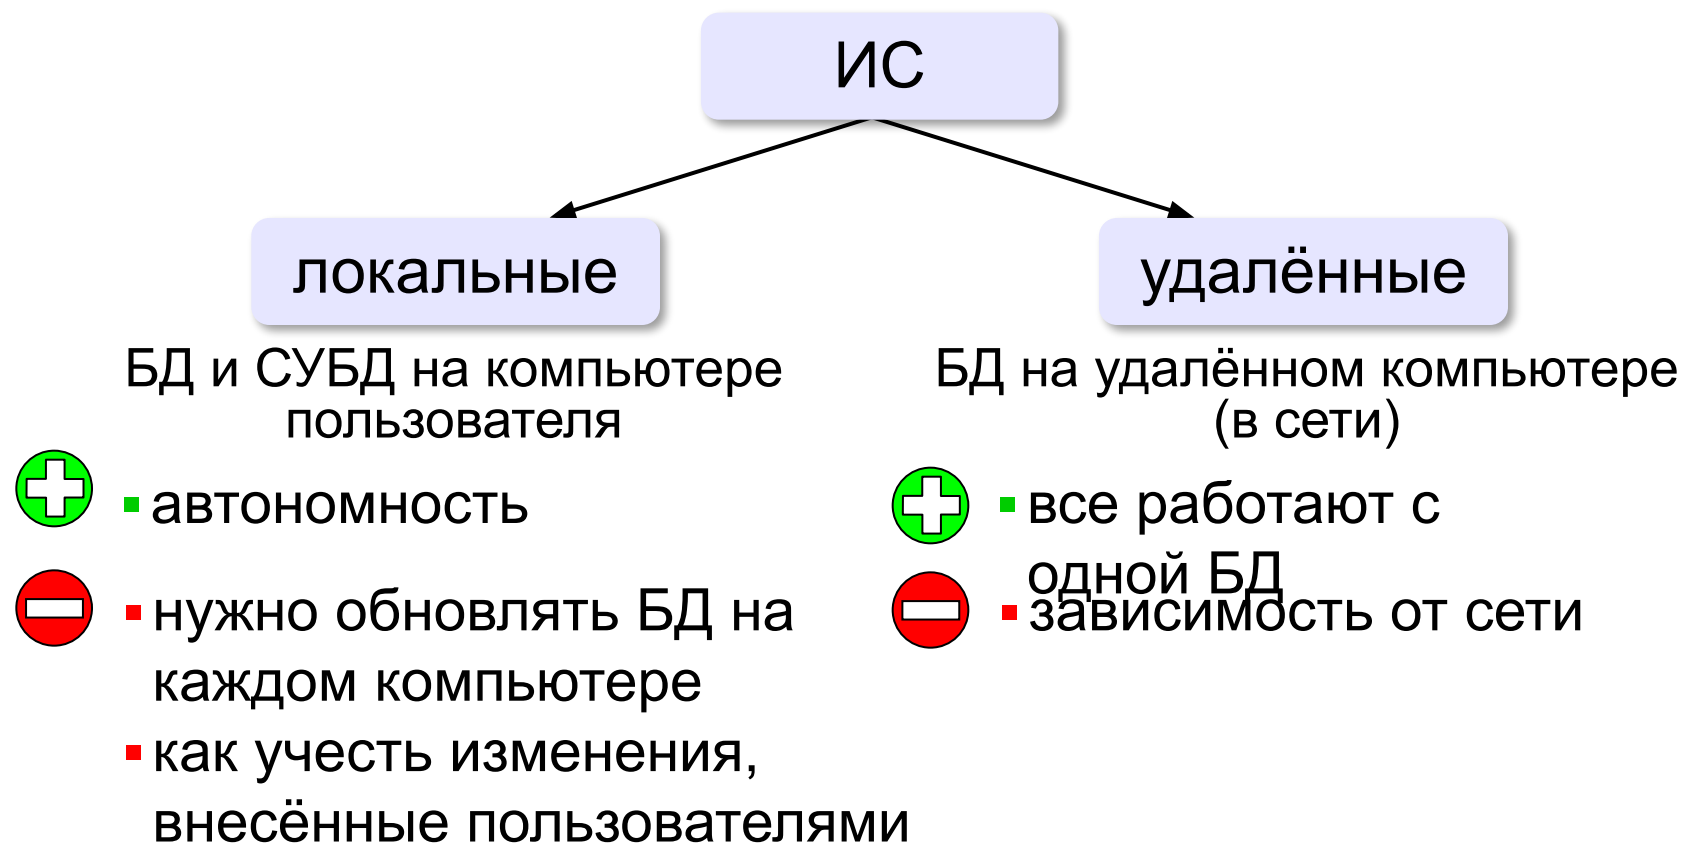 ИС
локальные
удалённые
БД и СУБД на компьютере
пользователя
БД на удалённом компьютере
(в сети)
автономность
нужно обновлять БД на
каждом компьютере
как учесть изменения,
внесённые пользователями
все работают с
одной БД
зависимость от сети